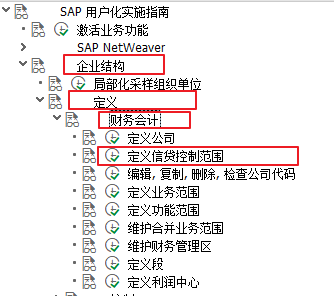 SAP 用户化实施指南
激活业务功能
SAP NetWeaver
企业结构
局部化采样组织单位
定义
财务会计
定义公司
定义信贷控制范围
编辑, 复制, 删除, 检查公司代码
定义业务范围
定义功能范围
维护合并业务范围
维护财务管理区
定义段
定义利润中心